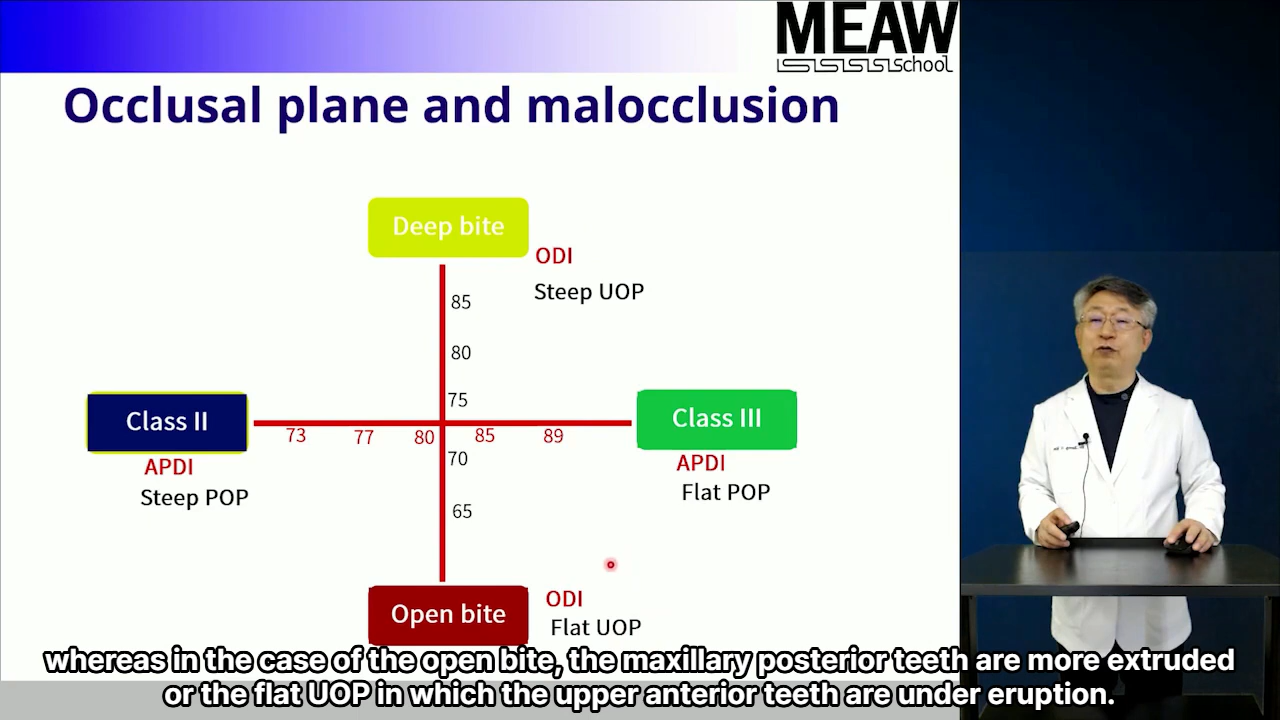 MEAW
school
Occlusal plane and malocclusion
Deep bite
ODI
Steep UOP
85
80
75
Class II
73
77
80
85
89
Class III
APDI
Steep POP
70
APDI
Flat POP
65
Open bite
ODI
Flat UOP
whereas in the case of the open bite, the maxillary posterior teeth are more extruded
or the flat UOP in which the upper anterior teeth are under eruption.